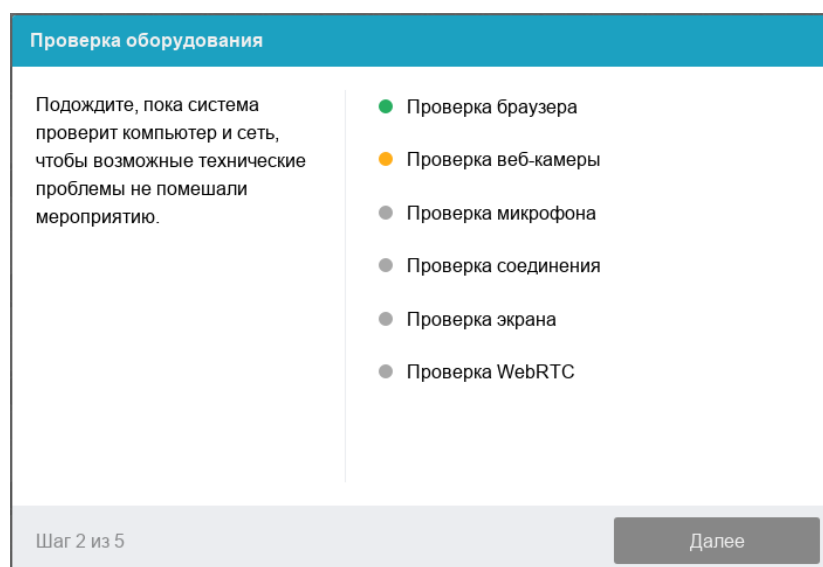 Проверка оборудования
Подождите, пока система
проверит компьютер и сеть,
чтобы возможные технические
проблемы не помешали
мероприятию.
Проверка браузера
Проверка веб-камеры
Проверка микрофона
Проверка соединения
Проверка экрана
Проверка WebRTC
Шаг 2 из 5
Далее